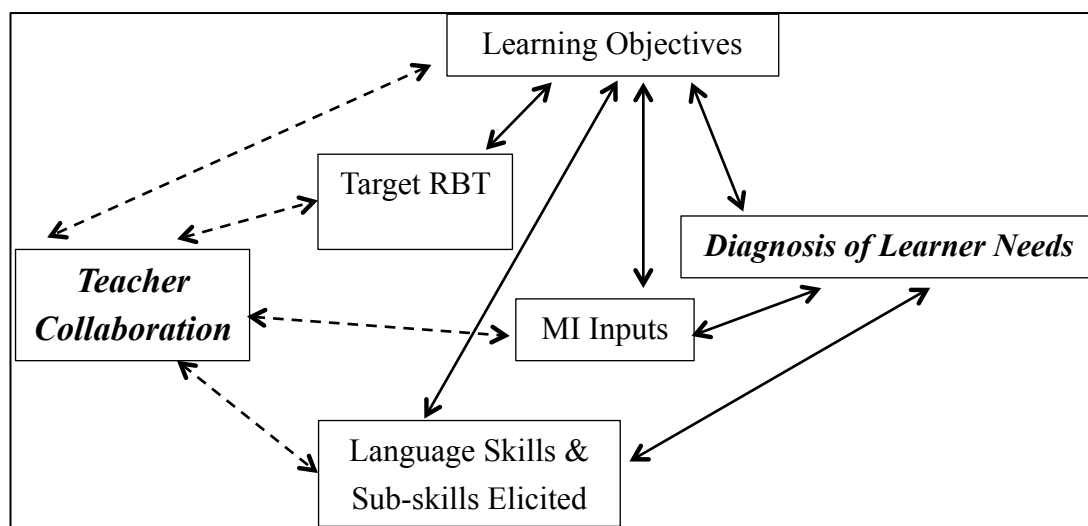 Learning Objectives
Target RBT
Diagnosis of Learner Needs
Teacher
Collaboration
MI Inputs
Language Skills &
Sub-skills Elicited